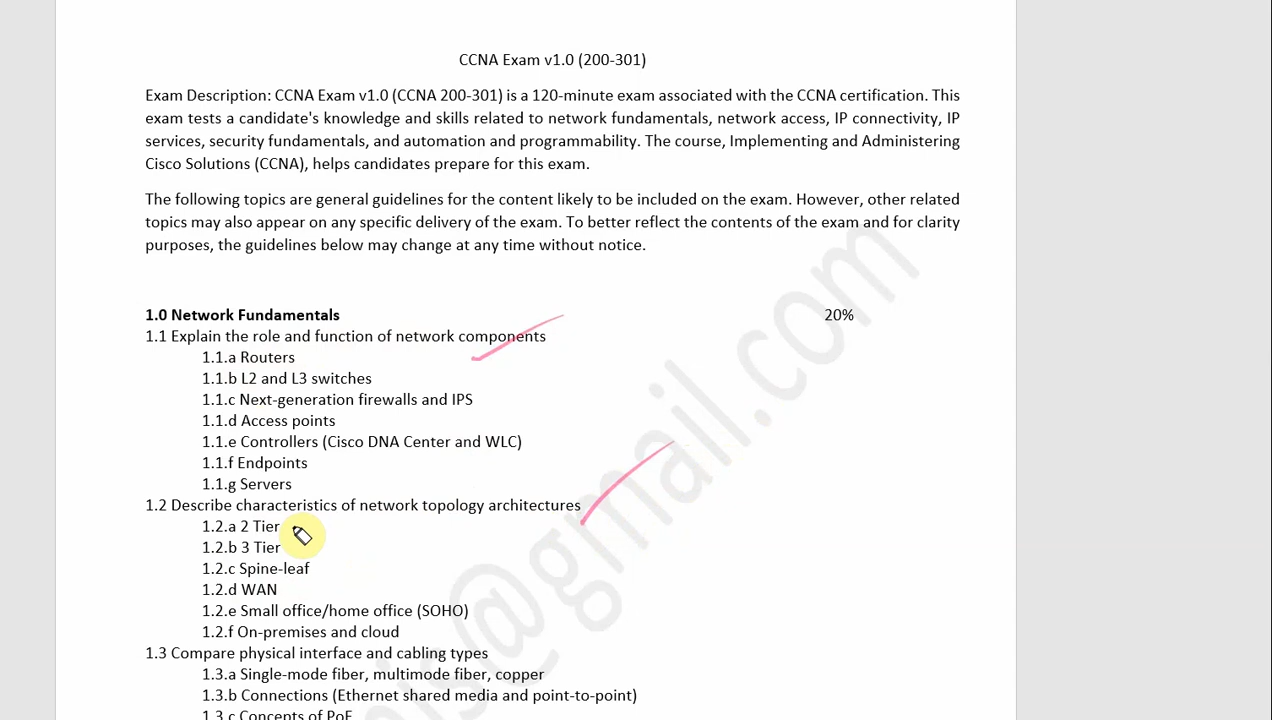 CCNA Exam v1.0 (200-301)
Exam Description: CCNA Exam v1.0 (CCNA 200-301) is a 120-minute exam associated with the CCNA certification. This
exam tests a candidate's knowledge and skills related to network fundamentals, network access, IP connectivity, IP
services, security fundamentals, and automation and programmability. The course, Implementing and Administering
Cisco Solutions (CCNA), helps candidates prepare for this exam.
The following topics are general guidelines for the content likely to be included on the exam. However, other related
topics may also appear on any specific delivery of the exam. To better reflect the contents of the exam and for clarity
purposes, the guidelines below may change at any time without notice.
1.0 Network Fundamentals 20%
1.1 Explain the role and function of network components
1.1.a Routers
1.1.b L2 and L3 switches
1.1.c Next-generation firewalls and IPS
1.1.d Access points
1.1.e Controllers (Cisco DNA Center and WLC)
1.1.f Endpoints
1.1.g Servers
1.2 Describe characteristics of network topology architectures
1.2.a 2 Tier
1.2.b 3 Tier
1.2.c Spine-leaf
1.2.d WAN
1.2.e Small office/home office (SOHO)
1.2.f On-premises and cloud
1.3 Compare physical interface and cabling types
1.3.a Single-mode fiber, multimode fiber, copper
1.3.b Connections (Ethernet shared media and point-to-point)
1.3.c Concepts of PoE
@gmail.com